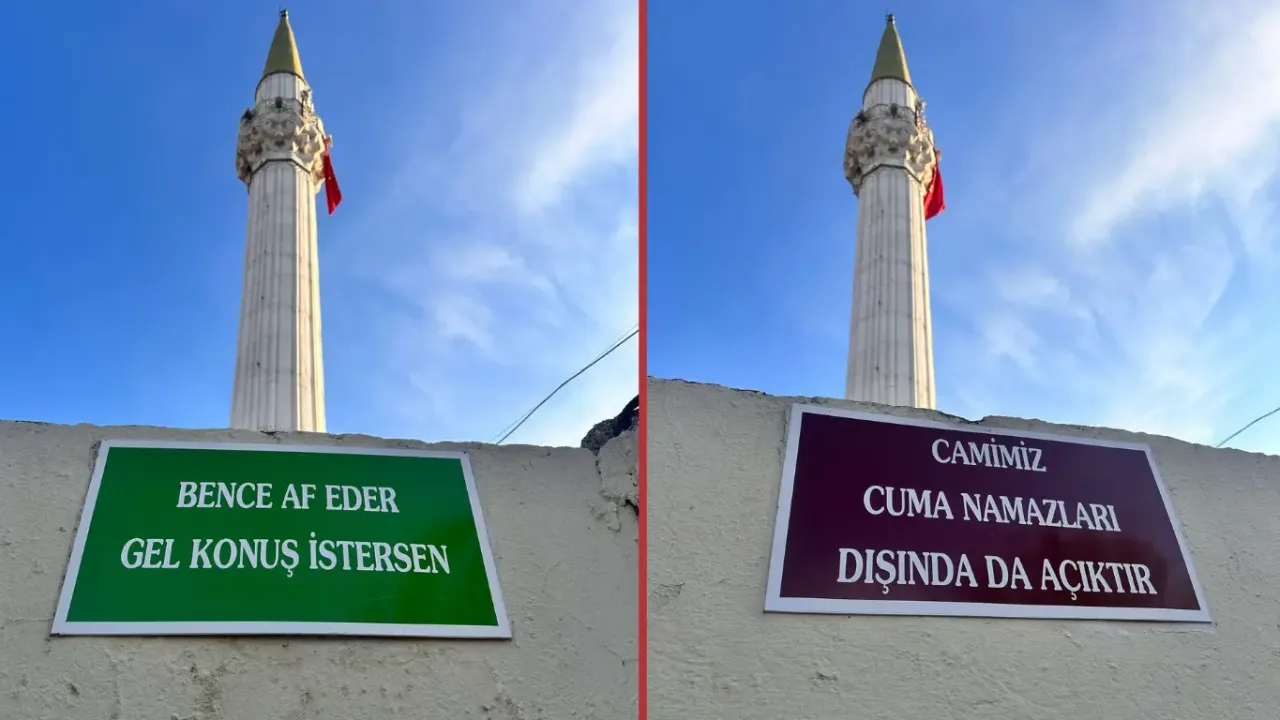 BENCE AF EDER
GEL KONUŞ İSTERSEN
CAMİMİZ
CUMA NAMAZLARI
DIŞINDA DA AÇIKTIR